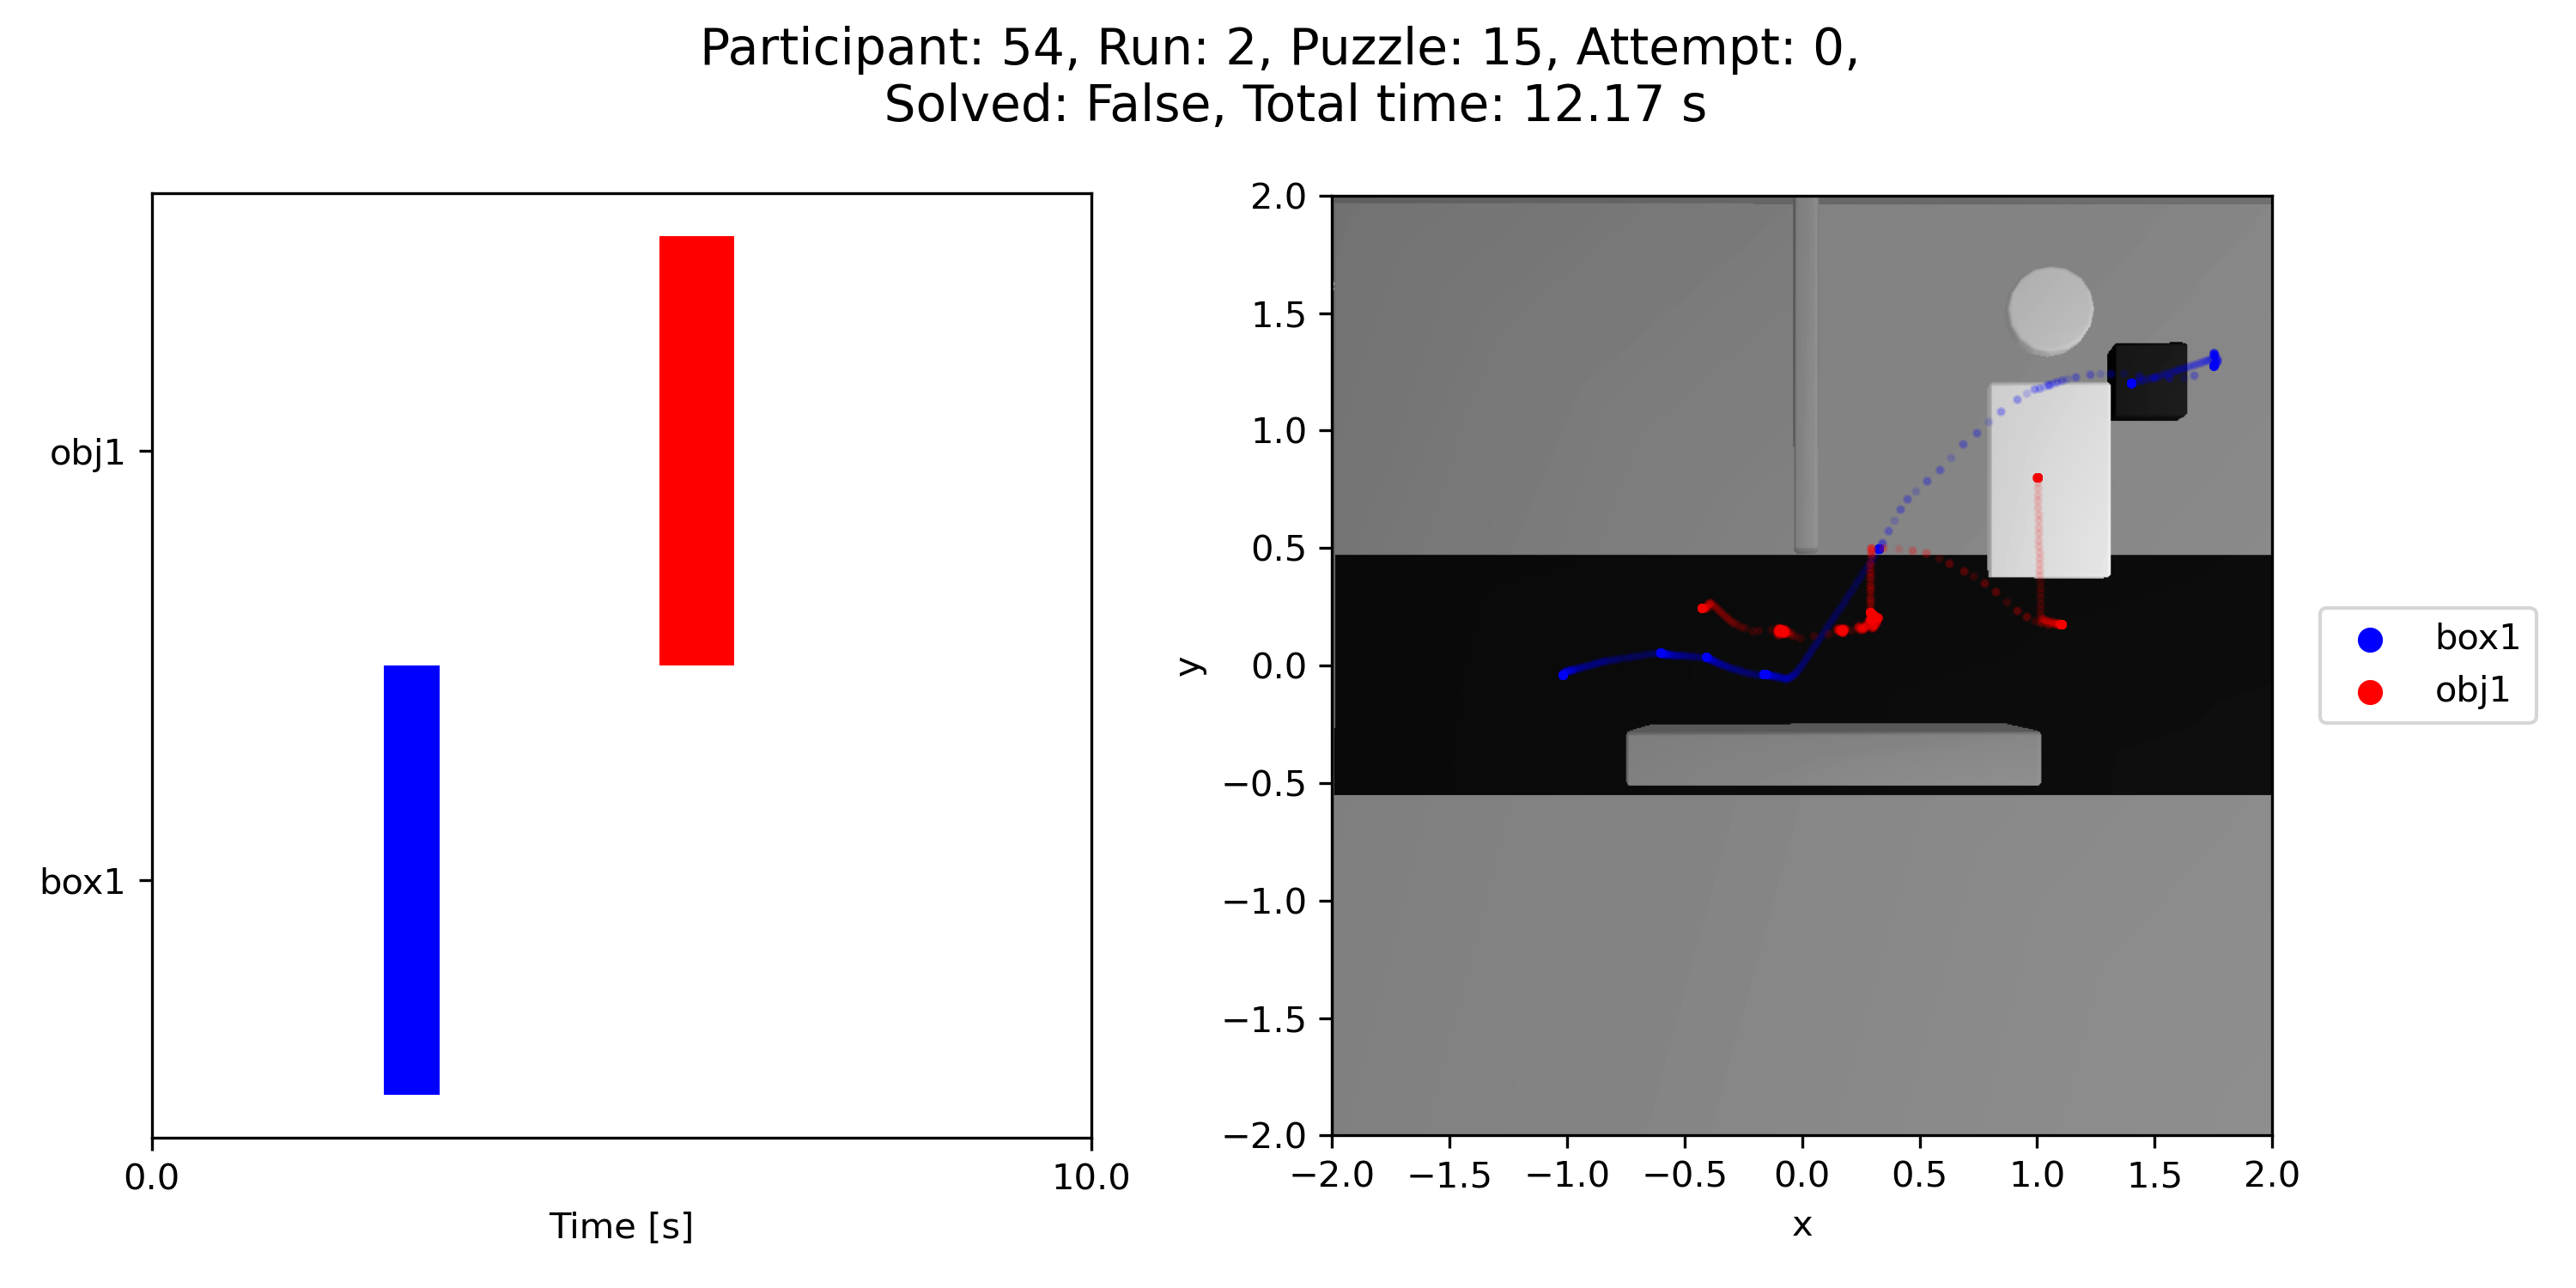 Participant: 54, Run: 2, Puzzle: 15, Attempt: 0,
Solved: False, Total time: 12.17 s
obj1
box1
0.0
10.0
Time [s]
2.0
1.5
1.0
0.5
0.0
−0.5
−1.0
−1.5
−2.0
y
−2.0
−1.5
−1.0
−0.5
0.0
0.5
1.0
1.5
2.0
x
box1
obj1